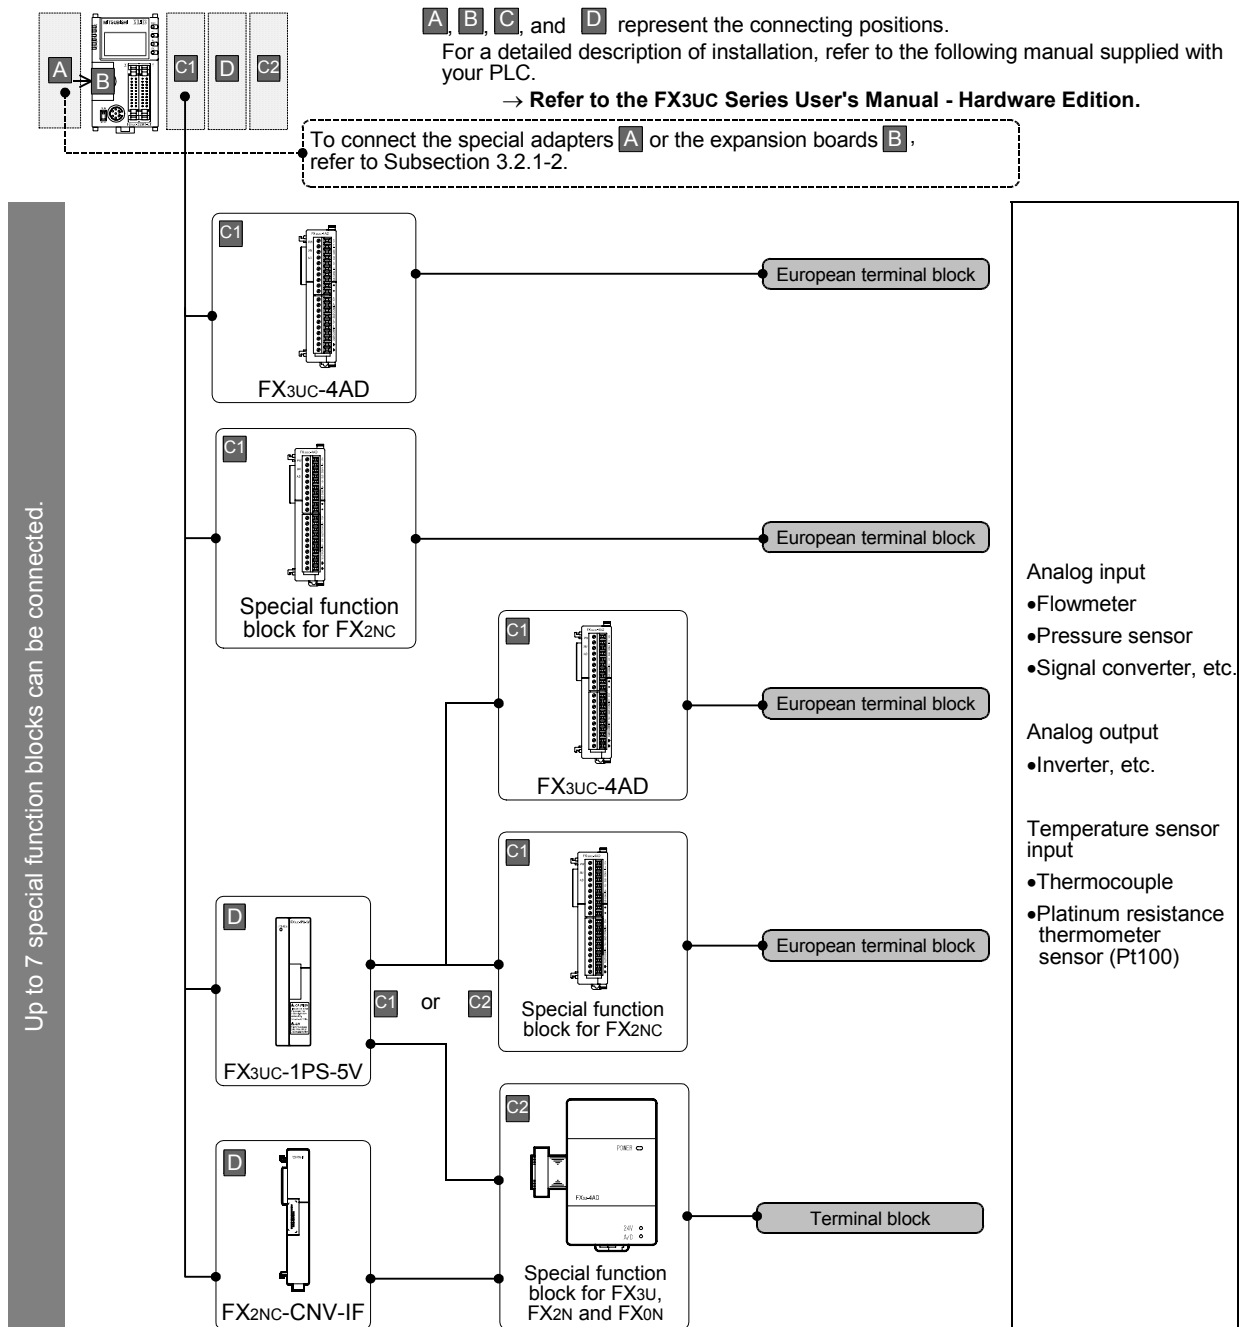 A, B, C, and D represent the connecting positions.
For a detailed description of installation, refer to the following manual supplied with
your PLC.
→ Refer to the FX3UC Series User's Manual - Hardware Edition.
A
B
C1
D
C2
To connect the special adapters A or the expansion boards B,
refer to Subsection 3.2.1-2.
Up to 7 special function blocks can be connected.
C1
FX3UC-4AD
European terminal block
C1
Special function
block for FX2NC
European terminal block
C1
FX3UC-4AD
European terminal block
C1
Special function
block for FX2NC
European terminal block
D
FX3UC-1PS-5V
C1 or C2
C2
POWER
FX3U-4AD
24V
A/D
Special function
block for FX3U,
FX2N and FX0N
Terminal block
D
FX2NC-CNV-IF
Analog input
•Flowmeter
•Pressure sensor
•Signal converter, etc.
Analog output
•Inverter, etc.
Temperature sensor
input
•Thermocouple
•Platinum resistance
thermometer
sensor (Pt100)